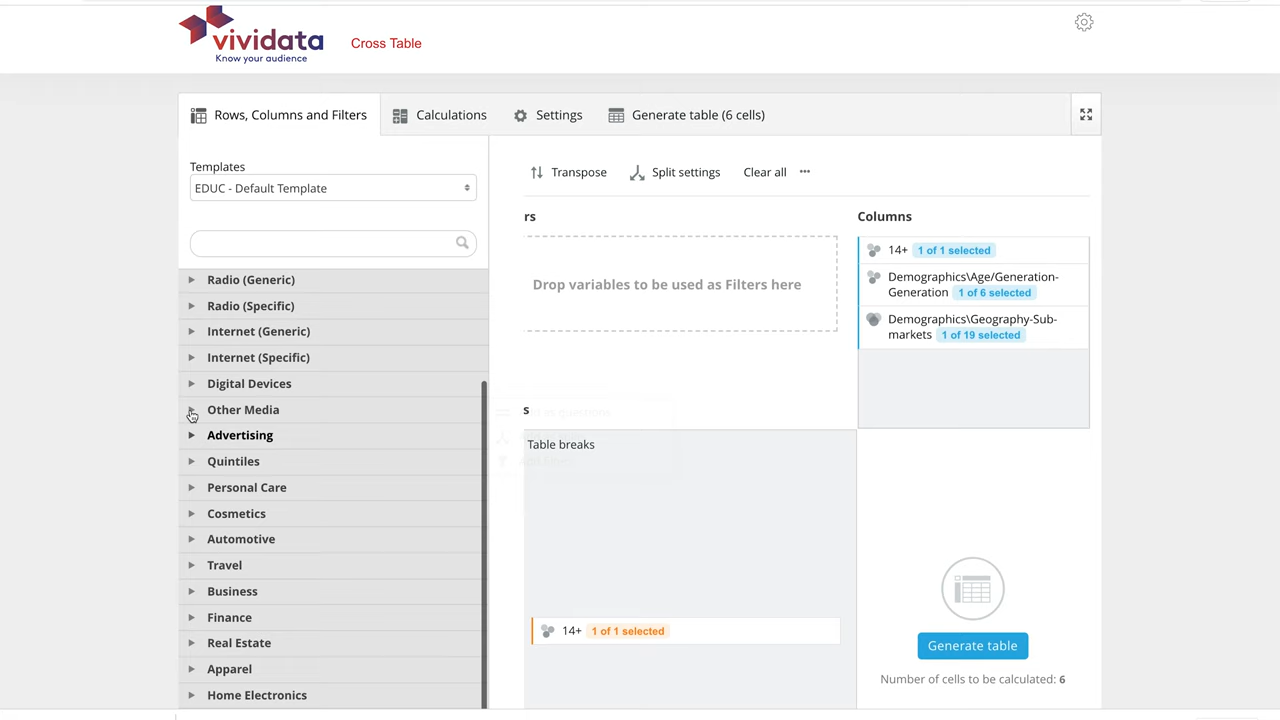 vividata
Know your audience
Cross Table
Rows, Columns and Filters
Calculations
Settings
Generate table (6 cells)
Templates
EDUC - Default Template
Transpose
Split settings
Clear all
rs
Drop variables to be used as Filters here
Columns
14+ 1 of 1 selected
Demographics\Age/Generation-
Generation 1 of 6 selected
Demographics\Geography-Sub-
markets 1 of 19 selected
Radio (Generic)
Radio (Specific)
Internet (Generic)
Internet (Specific)
Digital Devices
Other Media
Advertising
Quintiles
Personal Care
Cosmetics
Automotive
Travel
Business
Finance
Real Estate
Apparel
Home Electronics
s
Table breaks
14+ 1 of 1 selected
Generate table
Number of cells to be calculated: 6